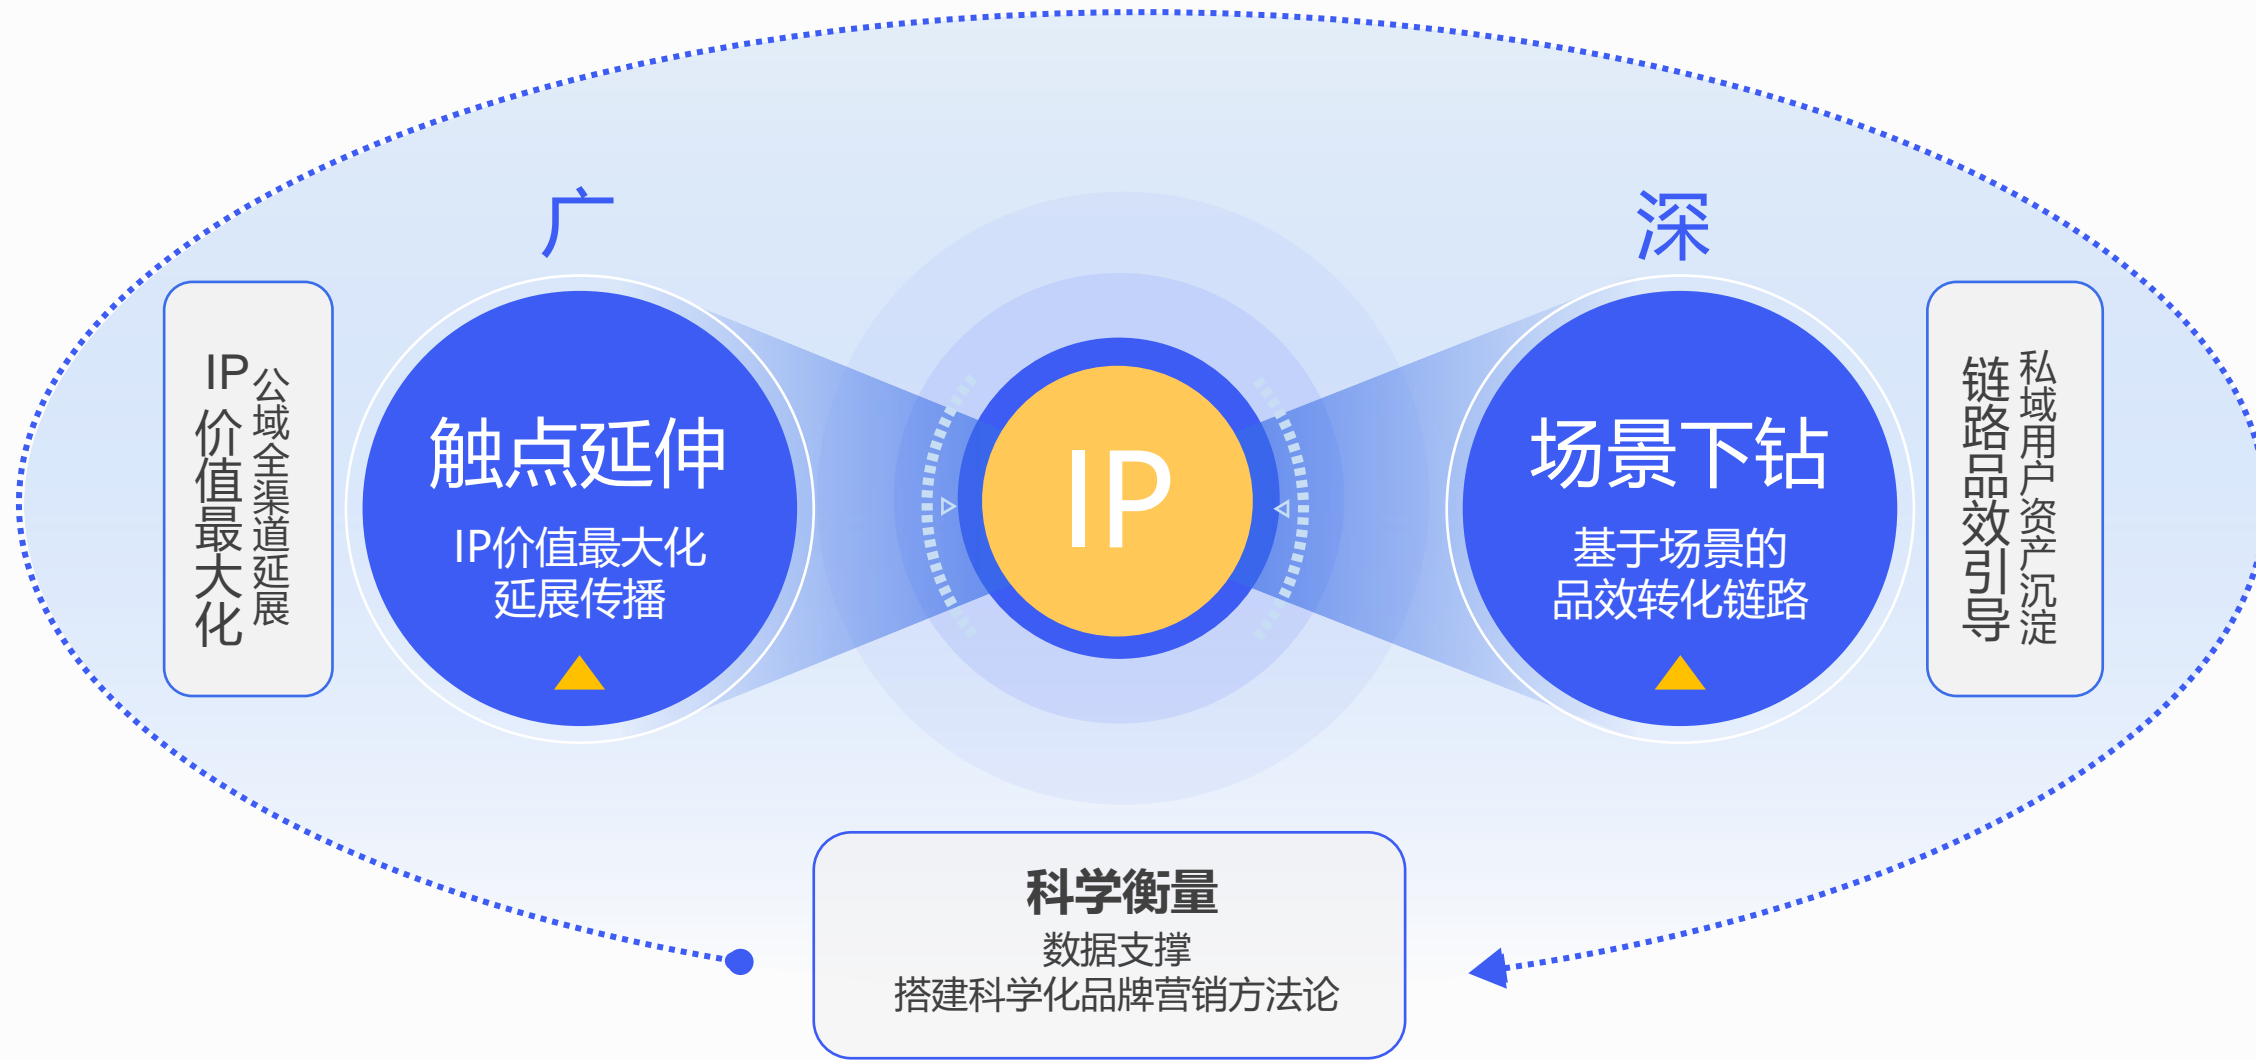 广
深
IP价值最大化
公域全渠道延展
触点延伸
IP价值最大化
延展传播
IP
场景下钻
基于场景的
品效转化链路
链路品效引导
私域用户资产沉淀
科学衡量
数据支撑
搭建科学化品牌营销方法论